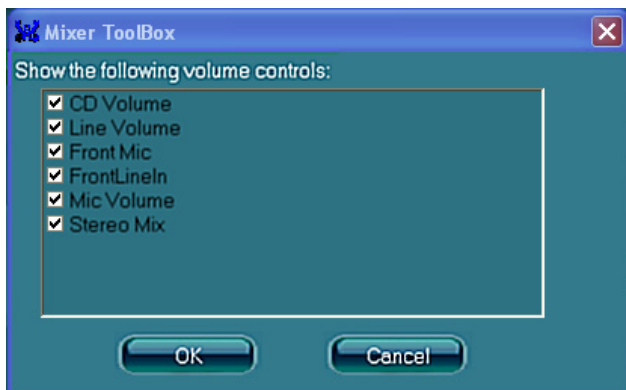 Mixer ToolBox
Show the following volume controls:
CD Volume
Line Volume
Front Mic
FrontLineIn
Mic Volume
Stereo Mix
OK
Cancel